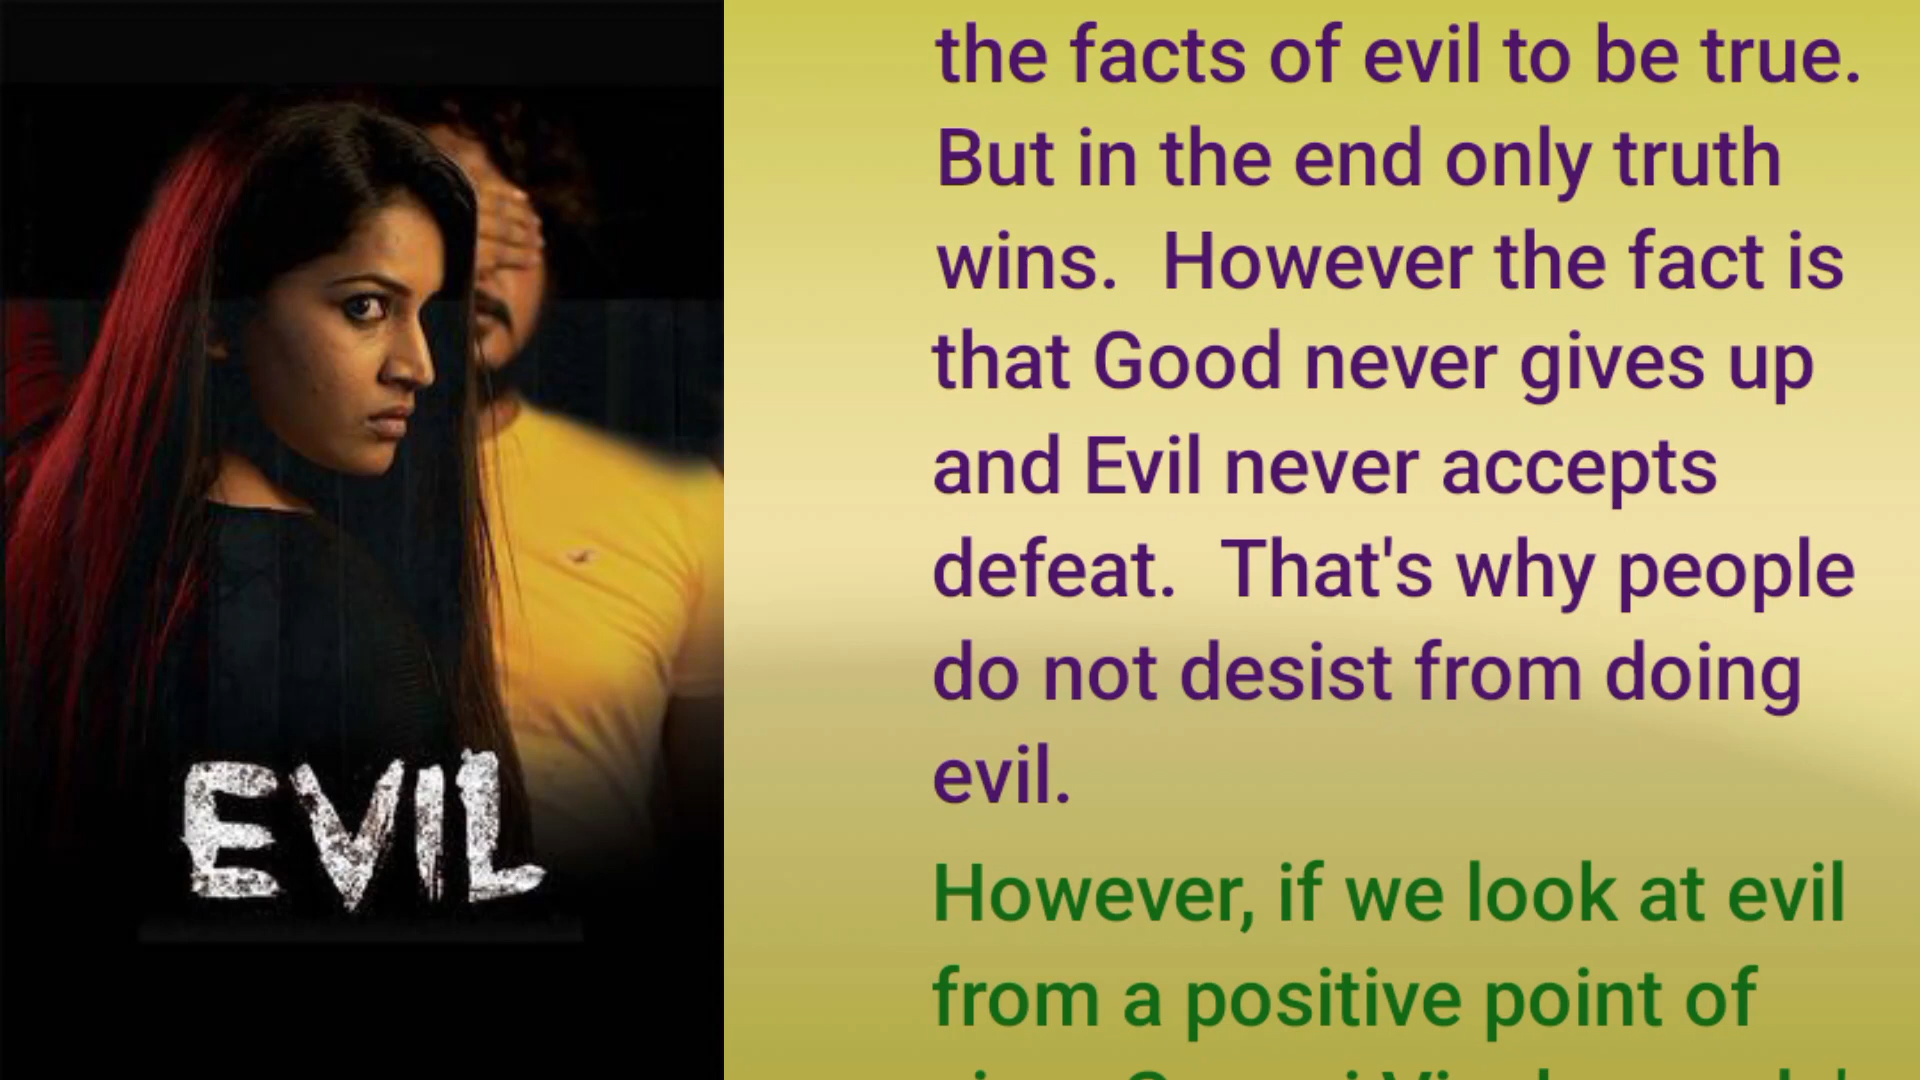 EVIL
the facts of evil to be true.
But in the end only truth
wins.  However the fact is
that Good never gives up
and Evil never accepts
defeat.  That's why people
do not desist from doing
evil.
However, if we look at evil
from a positive point of